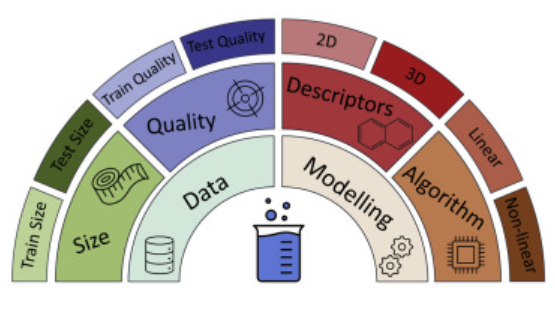 Test Quality
2D
Train Quality
3D
Test Size
Quality
Descriptors
Linear
Train Size
Size
Data
Modelling
Algorithm
Non-linear